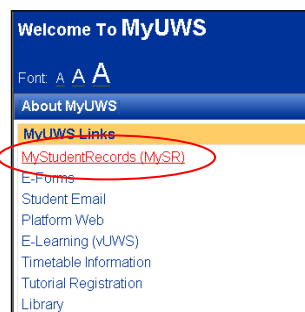 Welcome To MyUWS
Font: A A A
About MyUWS
MyUWS Links
MyStudentRecords (MySR)
E-Forms
Student Email
Platform Web
E-Learning (vUWS)
Timetable Information
Tutorial Registration
Library